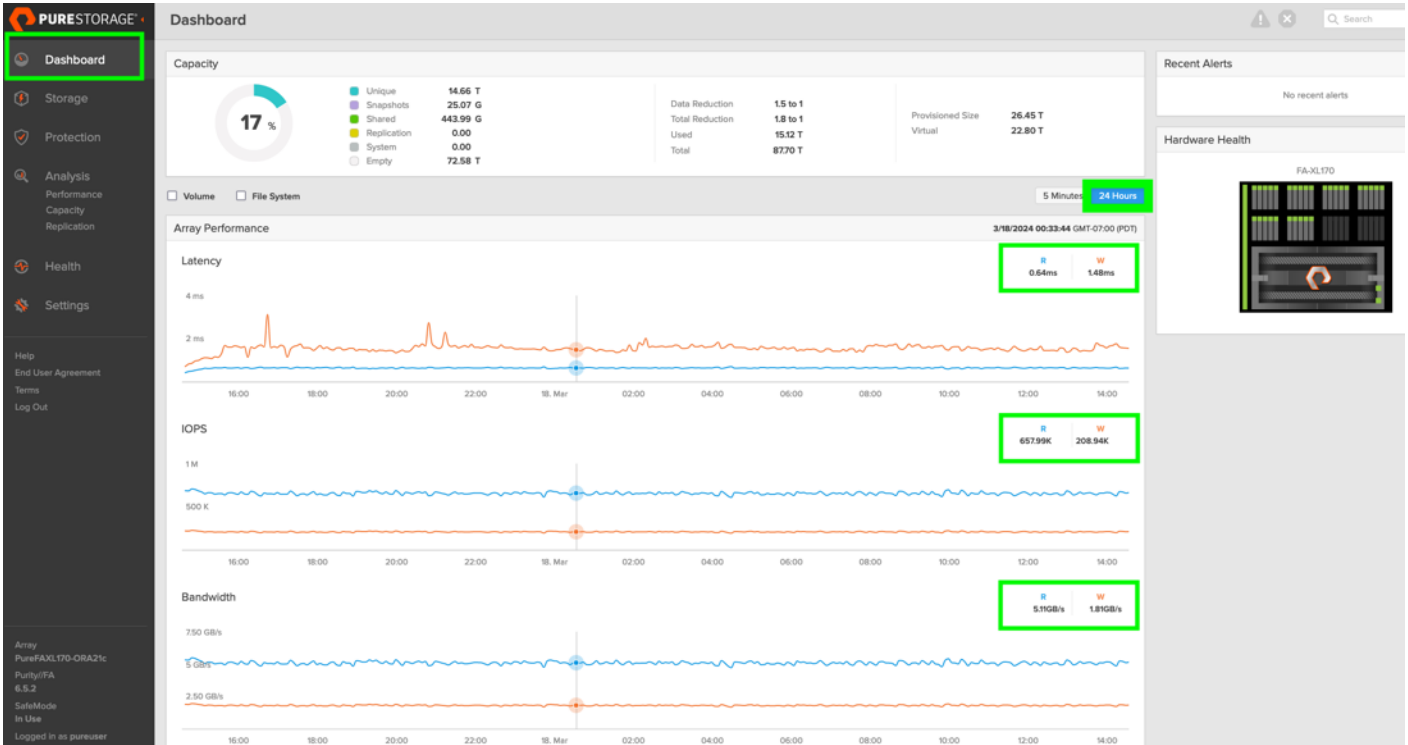 PURESTORAGE®
Dashboard
Storage
Protection
Analysis
Performance
Capacity
Replication
Health
Settings
Help
End User Agreement
Terms
Log Out
Array
PureFAXL170-ORA21c
Purity//FA
6.5.2
SafeMode
In Use
Logged in as pureuser
Dashboard
Search
Capacity
17 %
Unique 14.66 T
Snapshots 25.07 G
Shared 443.99 G
Replication 0.00
System 0.00
Empty 72.58 T
Data Reduction 1.5 to 1
Total Reduction 1.8 to 1
Used 15.12 T
Total 87.70 T
Provisioned Size 26.45 T
Virtual 22.80 T
Volume File System
5 Minutes 24 Hours
Array Performance 3/18/2024 00:33:44 GMT-07:00 (PDT)
Latency
R W
0.64ms 1.48ms
4 ms
2 ms
16:00 18:00 20:00 22:00 18. Mar 02:00 04:00 06:00 08:00 10:00 12:00 14:00
IOPS
R W
657.99K 208.94K
1 M
500 K
16:00 18:00 20:00 22:00 18. Mar 02:00 04:00 06:00 08:00 10:00 12:00 14:00
Bandwidth
R W
5.11GB/s 1.81GB/s
7.50 GB/s
5 GB/s
2.50 GB/s
16:00 18:00 20:00 22:00 18. Mar 02:00 04:00 06:00 08:00 10:00 12:00 14:00
Recent Alerts
No recent alerts
Hardware Health
FA-XL170